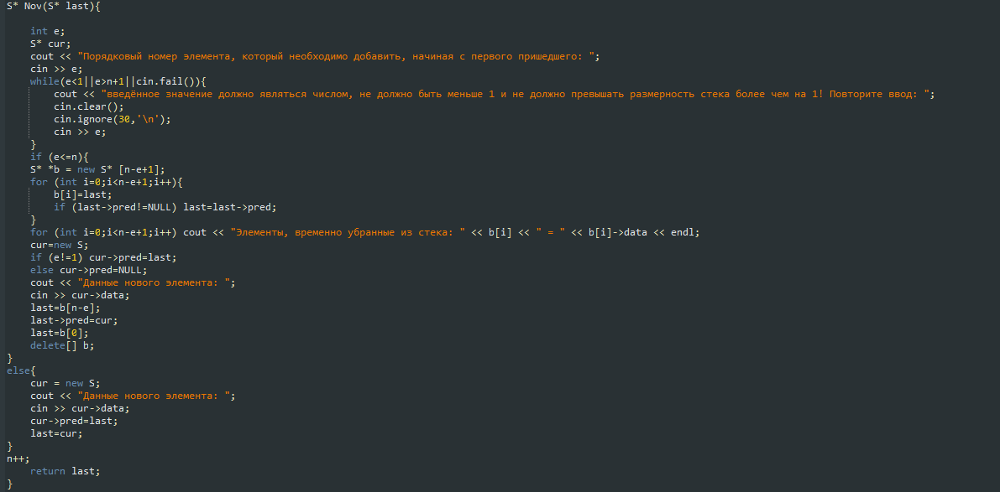 S* Nov(S* last){
int e;
S* cur;
cout << "Порядковый номер элемента, который необходимо добавить, начиная с первого пришедшего: ";
cin >> e;
while(e<1||e>n+1||cin.fail()){
cout << "введённое значение должно являться числом, не должно быть меньше 1 и не должно превышать размерность стека более чем на 1! Повторите ввод: ";
cin.clear();
cin.ignore(30,'\n');
cin >> e;
}
if (e<=n){
S* *b = new S* [n-e+1];
for (int i=0;i<n-e+1;i++){
b[i]=last;
if (last->pred!=NULL) last=last->pred;
}
for (int i=0;i<n-e+1;i++) cout << "Элементы, временно убранные из стека: " << b[i] << " = " << b[i]->data << endl;
cur=new S;
if (e!=1) cur->pred=last;
else cur->pred=NULL;
cout << "Данные нового элемента: ";
cin >> cur->data;
last=b[n-e];
last->pred=cur;
last=b[0];
delete[] b;
}
else{
cur = new S;
cout << "Данные нового элемента: ";
cin >> cur->data;
cur->pred=last;
last=cur;
}
n++;
return last;
}